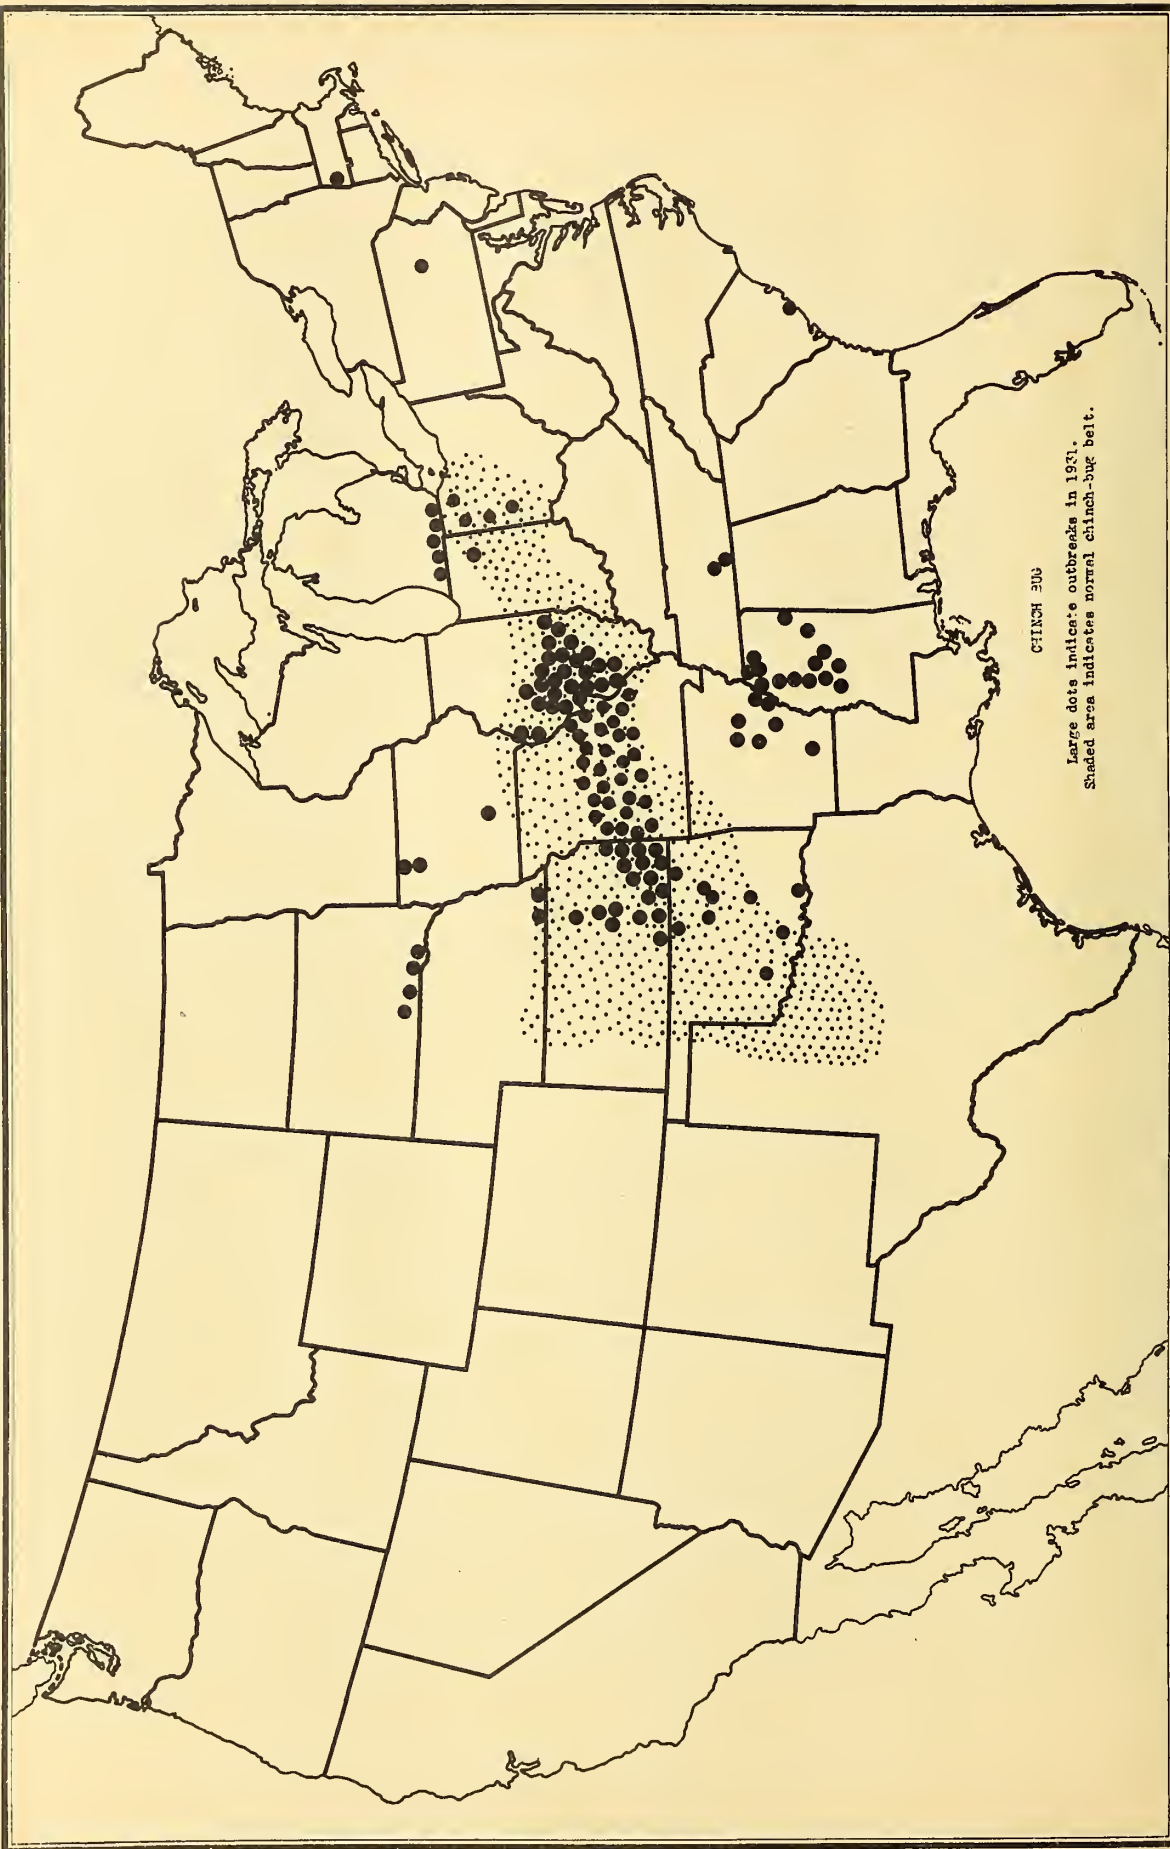 CHINCH BUG
Large dots indicate outbreaks in 1931.
Shaded area indicates normal chinch-bug belt.